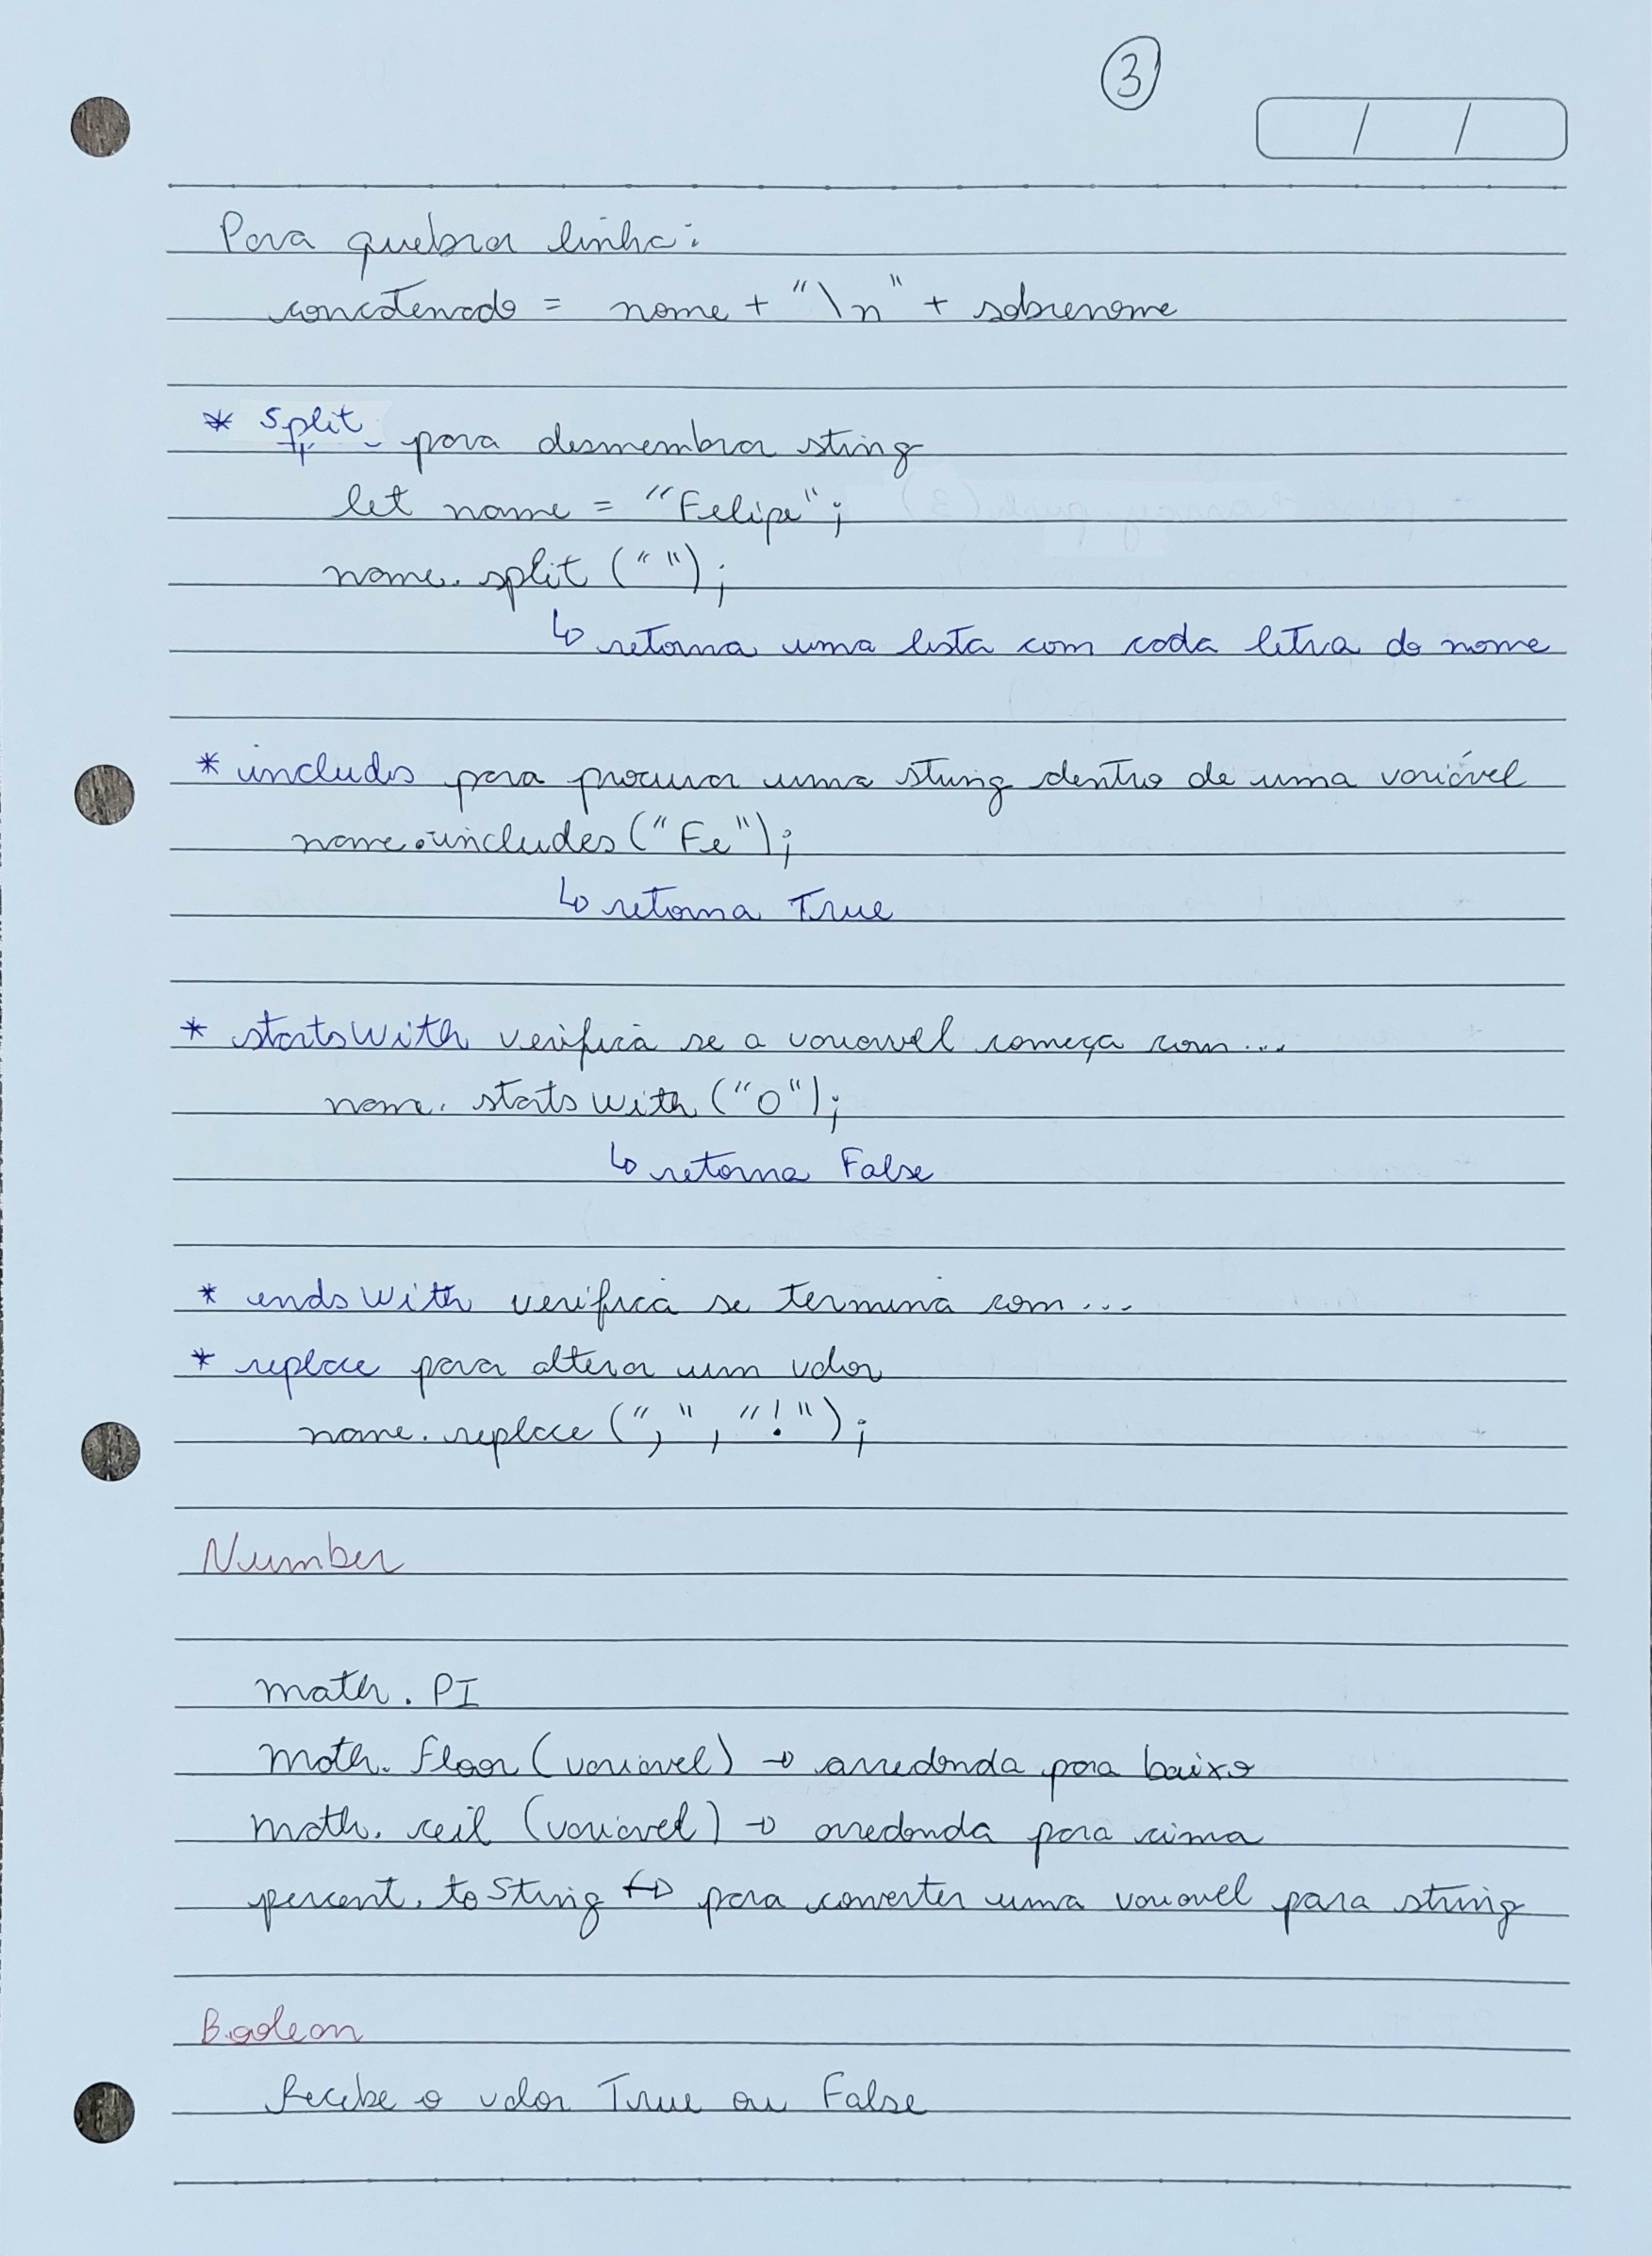 3
/ /
Para quebrar linha:
concatenado = nome + "\n" + sobrenome
* split para desmembrar sting
let nome = "Felipe";
nome.split (" ");
↳ retorna uma lista com cada letra do nome
* includes para procurar uma string dentro de uma variável
nome.includes("Fe");
↳ retorna True
* startsWith verifica se a variavel começa com...
nome.startsWith("O");
↳ retorna False
* endsWith verifica se termina com...
* replace para alterar um valor
nome.replace(",", "!");
Number
math.PI
math.floor(variavel) → arredonda para baixo
math.ceil (variavel) → arredonda para cima
percent.toString ↔ para converter uma variavel para string
Boolean
Recebe o valor True ou False